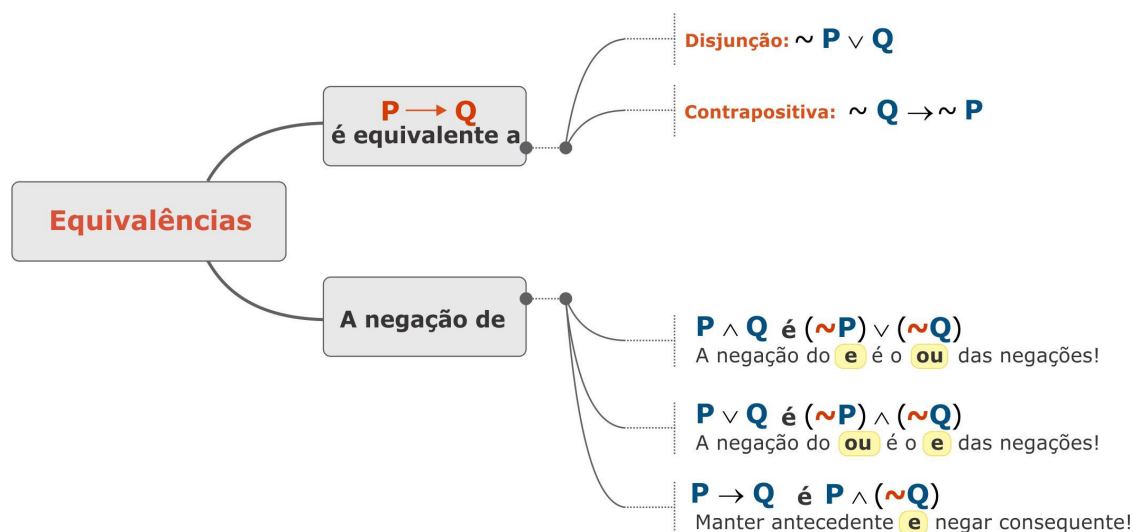 Equivalências
P → Q
é equivalente a
Disjunção: ~ P ∨ Q
Contrapositiva: ~ Q → ~ P
A negação de
P ∧ Q é (~P) ∨ (~Q)
A negação do e é o ou das negações!
P ∨ Q é (~P) ∧ (~Q)
A negação do ou é o e das negações!
P → Q é P ∧ (~Q)
Manter antecedente e negar consequente!